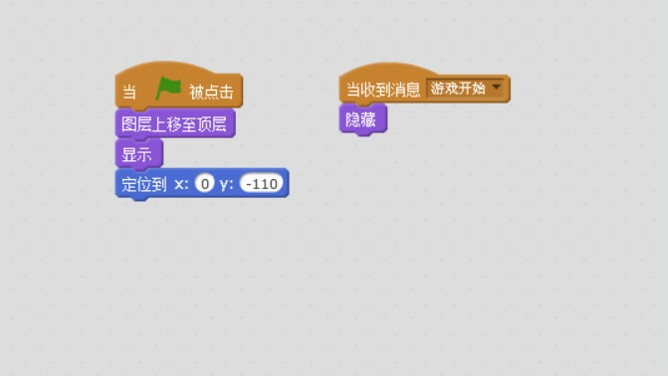 当 被点击
图层上移至顶层
显示
定位到 x: 0 y: -110
当收到消息 游戏开始
隐藏